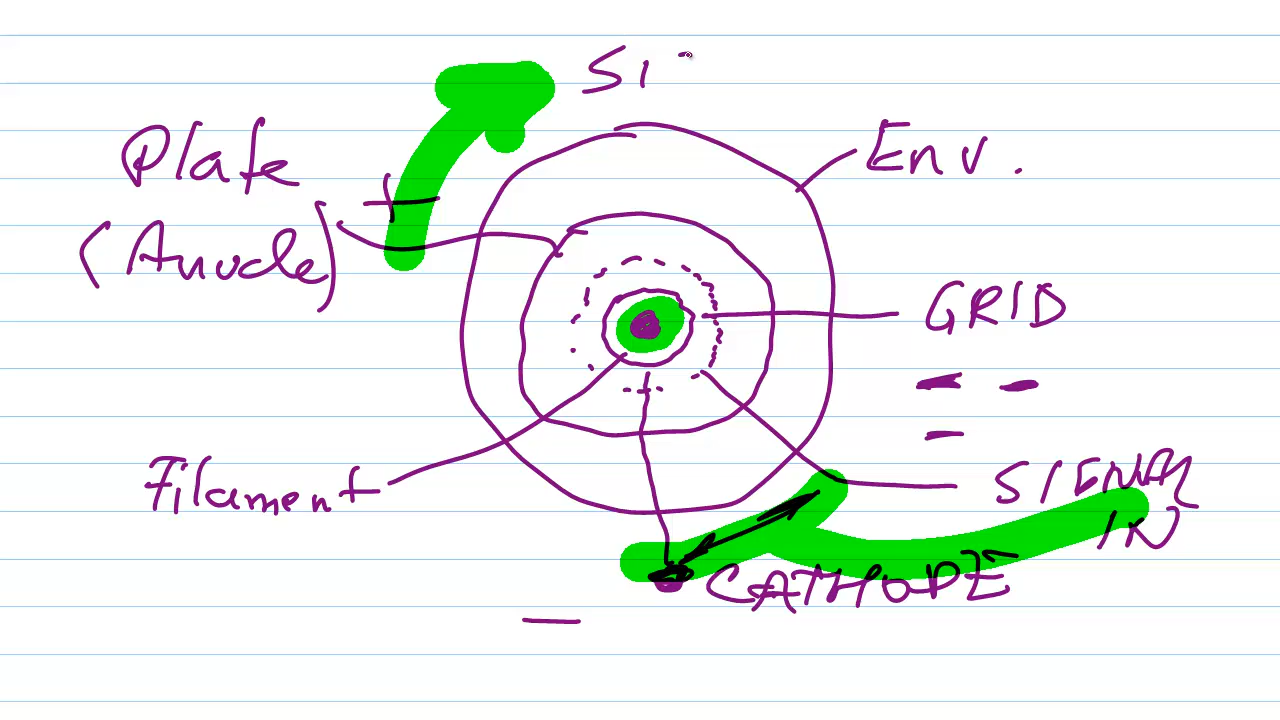 Si
Plate
(Anode)
+
Env.
GRID
- -
-
Filament
SIGNAL
IN
CATHODE
-